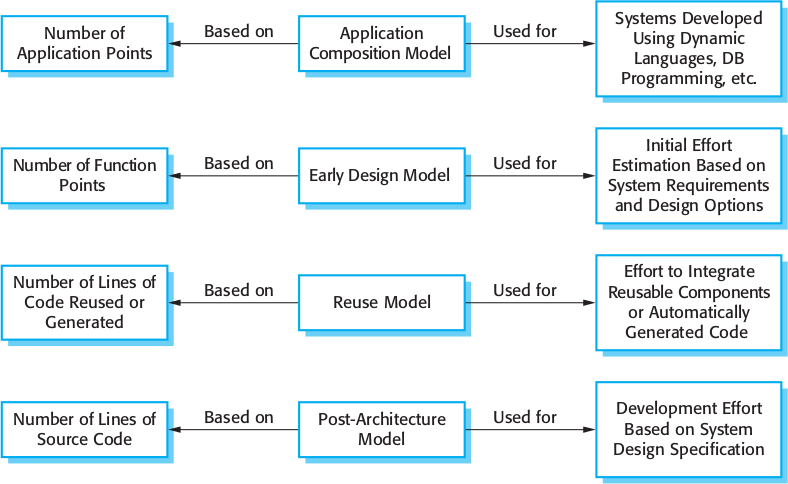 Number of
Application Points
Based on
Application
Composition Model
Used for
Systems Developed
Using Dynamic
Languages, DB
Programming, etc.
Number of Function
Points
Based on
Early Design Model
Used for
Initial Effort
Estimation Based on
System Requirements
and Design Options
Number of Lines of
Code Reused or
Generated
Based on
Reuse Model
Used for
Effort to Integrate
Reusable Components
or Automatically
Generated Code
Number of Lines of
Source Code
Based on
Post-Architecture
Model
Used for
Development Effort
Based on System
Design Specification